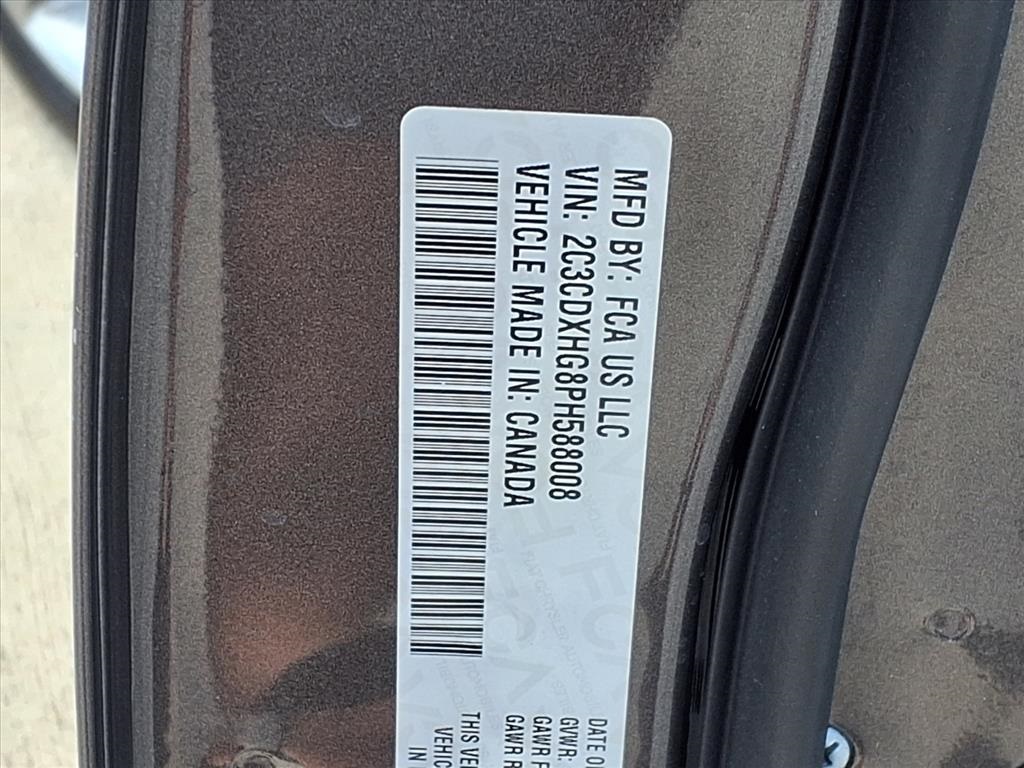 MFD BY: FCA US LLC
VIN: 2C3CDXHG8PH588008
VEHICLE MADE IN: CANADA
DATE O
GVWR:
GAWR F
GAWR R
THIS VE
VEHIC
IN